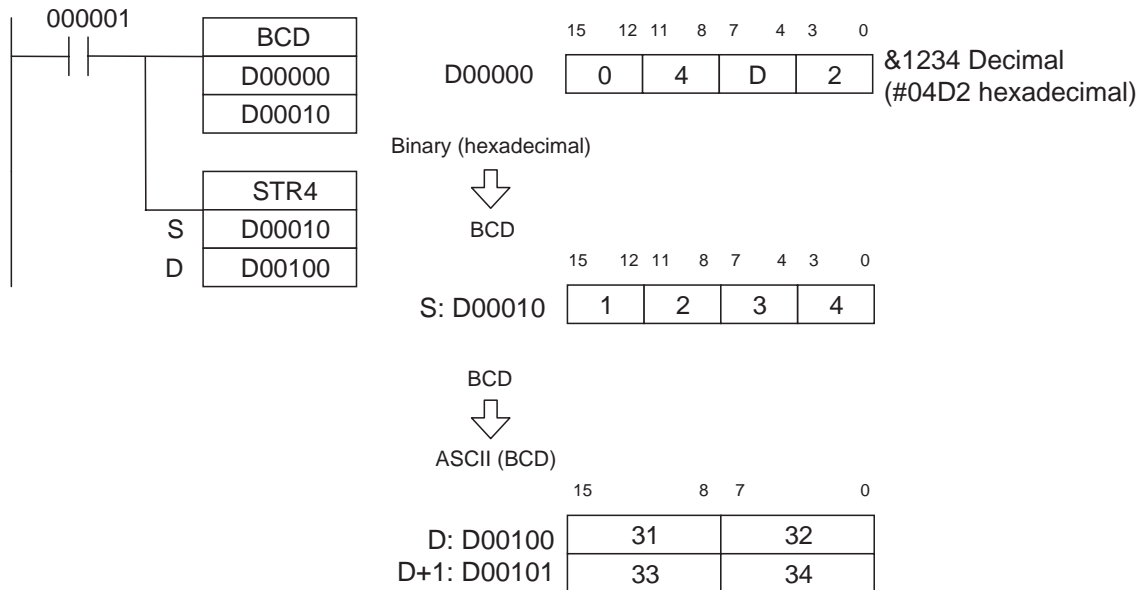 000001
BCD
D00000
D00010
STR4
S D00010
D D00100
15 12 11 8 7 4 3 0
D00000 0 4 D 2 &1234 Decimal
(#04D2 hexadecimal)
Binary (hexadecimal)
BCD
15 12 11 8 7 4 3 0
S: D00010 1 2 3 4
BCD
ASCII (BCD)
15 8 7 0
D: D00100 31 32
D+1: D00101 33 34